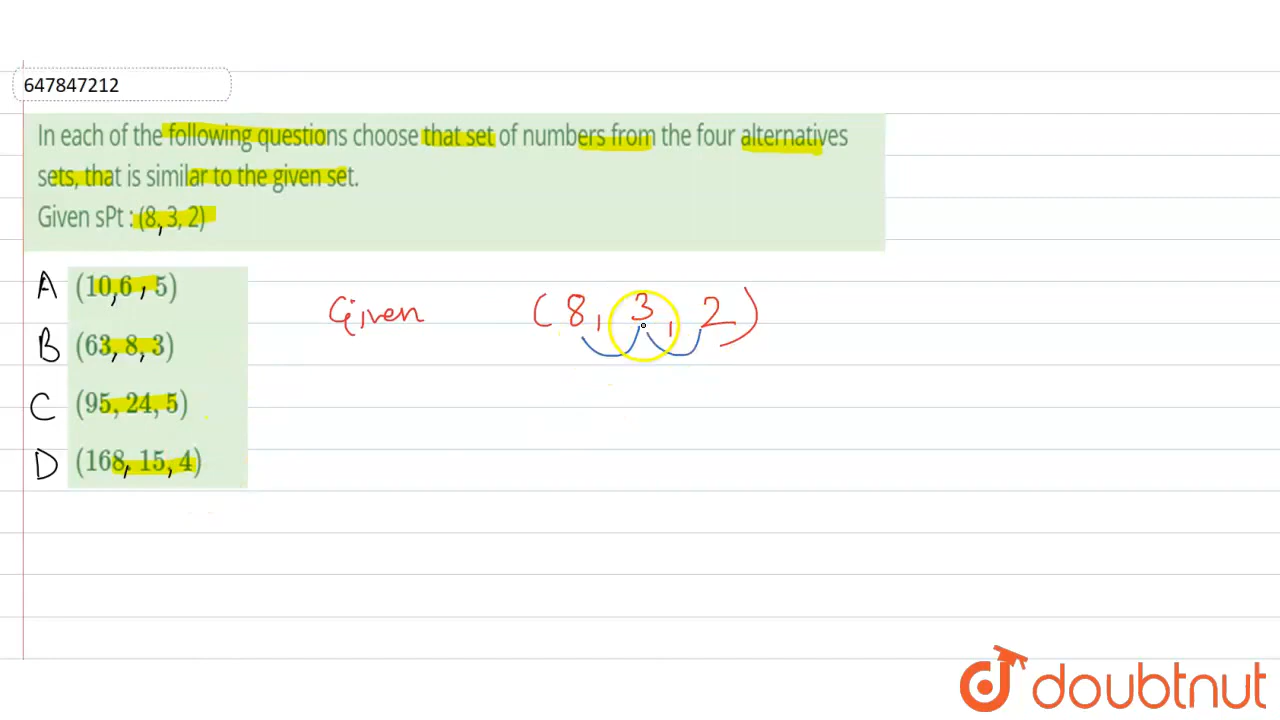 647847212
In each of the following questions choose that set of numbers from the four alternatives
sets, that is similar to the given set.
Given sPt : (8, 3, 2)
A (10,6 , 5)
Given (8, 3, 2)
B (63, 8, 3)
C (95, 24, 5)
D (168, 15, 4)
doubtnut